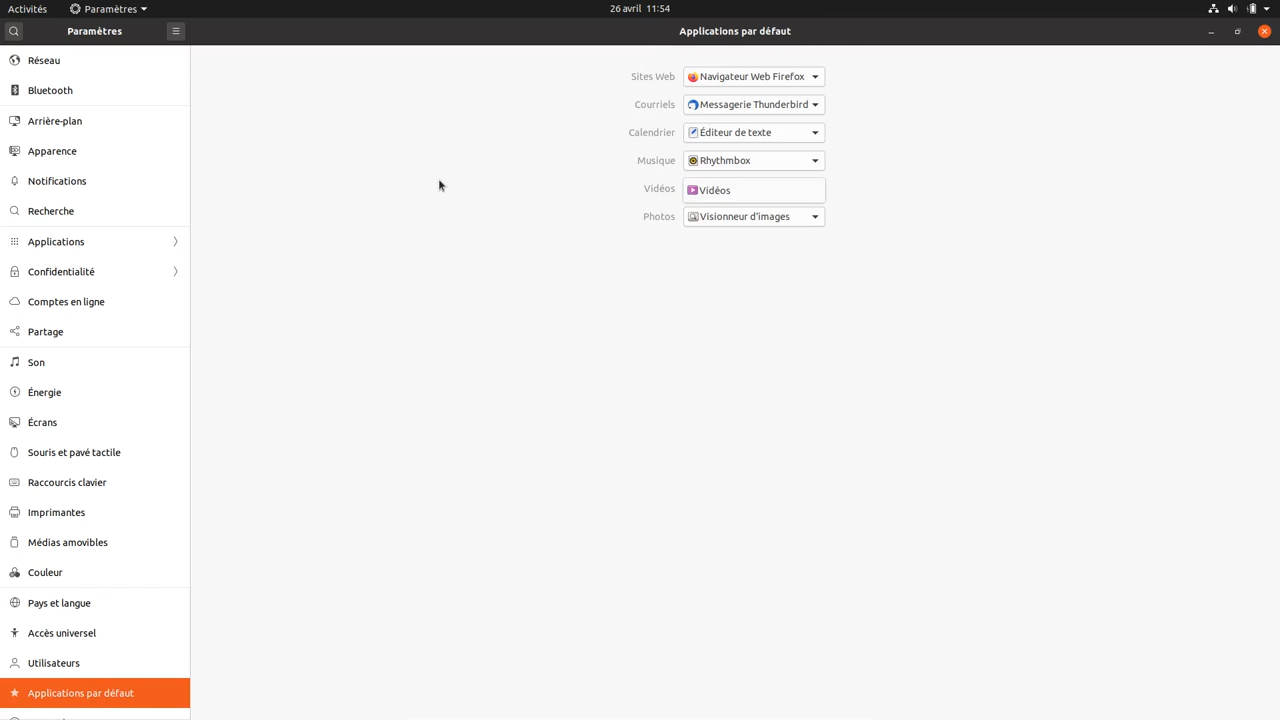 Activités
Paramètres
26 avril 11:54
Paramètres
Applications par défaut
Réseau
Bluetooth
Arrière-plan
Apparence
Notifications
Recherche
Applications
Confidentialité
Comptes en ligne
Partage
Son
Énergie
Écrans
Souris et pavé tactile
Raccourcis clavier
Imprimantes
Médias amovibles
Couleur
Pays et langue
Accès universel
Utilisateurs
Applications par défaut
Sites Web Navigateur Web Firefox
Courriels Messagerie Thunderbird
Calendrier Éditeur de texte
Musique Rhythmbox
Vidéos Vidéos
Photos Visionneur d'images